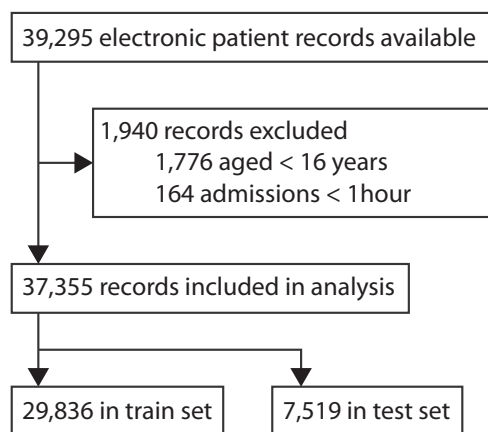 39,295 electronic patient records available
1,940 records excluded
1,776 aged < 16 years
164 admissions < 1hour
37,355 records included in analysis
29,836 in train set
7,519 in test set